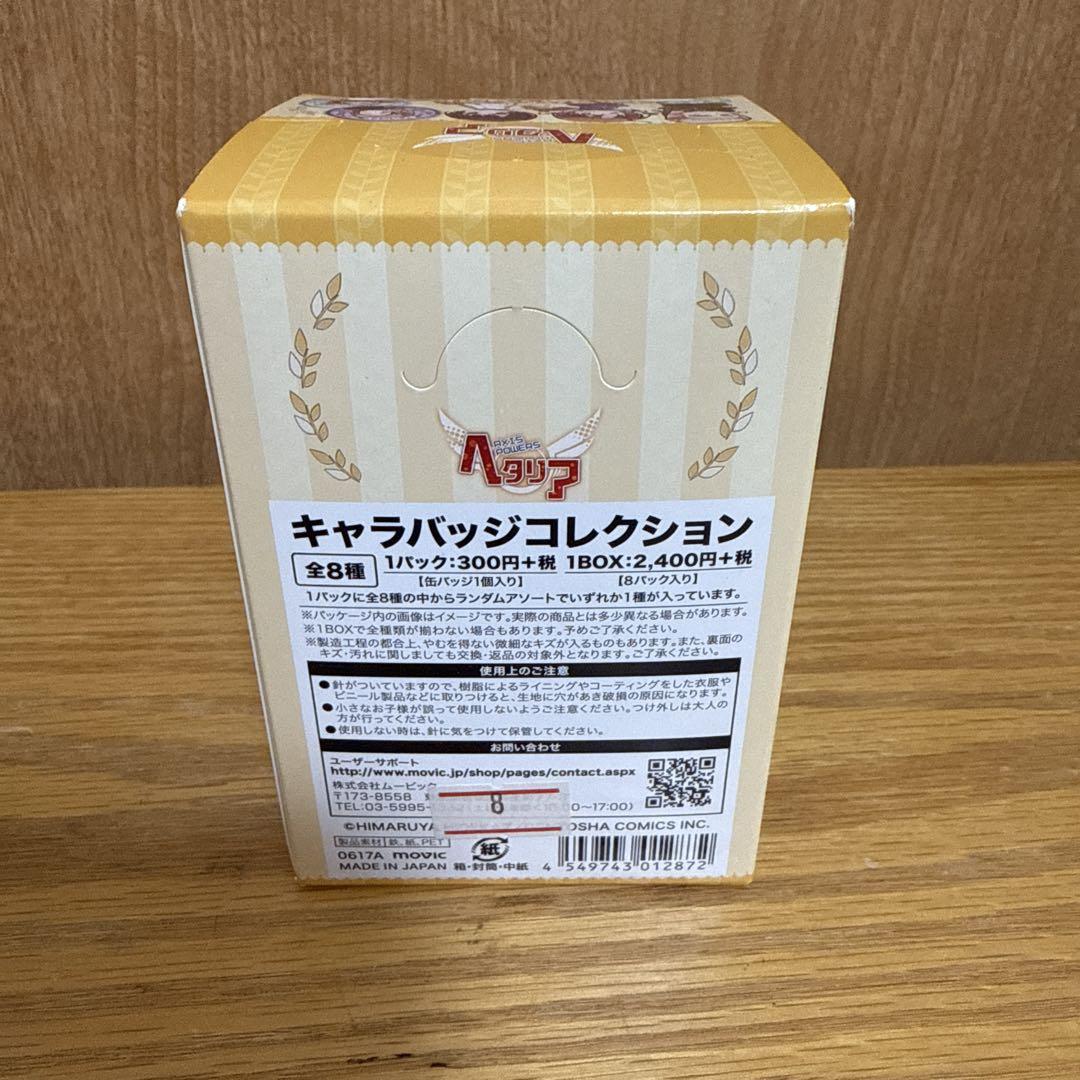 ヘタリア
AXIS
POWERS
ヘタリア
キャラバッジコレクション
全8種
1パック:300円+税 1BOX:2,400円+税
【缶バッジ1個入り】 【8パック入り】
1パックに全8種の中からランダムアソートでいずれか1種が入っています。
※パッケージ内の画像はイメージです。実際の商品とは多少異なる場合があります。
※1BOXで全種類が揃わない場合もあります。予めご了承ください。
※製造工程の都合上、やむを得ない微細なキズが入るものもあります。また、裏面の
キズ・汚れに関しましても交換・返品の対象外となります。ご了承ください。
使用上のご注意
●針がついていますので、樹脂によるライニングやコーティングをした衣服や
ビニール製品などに取りつけると、生地に穴があき破損の原因になります。
●小さなお子様が誤って使用しないようご注意ください。つけ外しは大人の
方が行ってください。
●使用しない時は、針に気をつけて保管してください。
お問い合わせ
ユーザーサポート
http://www.movic.jp/shop/pages/contact.aspx
株式会社ムービック
〒173-8558
TEL:03-5995- 00~17:00)
8
©HIMARUYA OSHA COMICS INC.
製品素材 鉄、紙、PET
0617A movic
MADE IN JAPAN 紙 箱・封筒・中紙
4 549743 012872